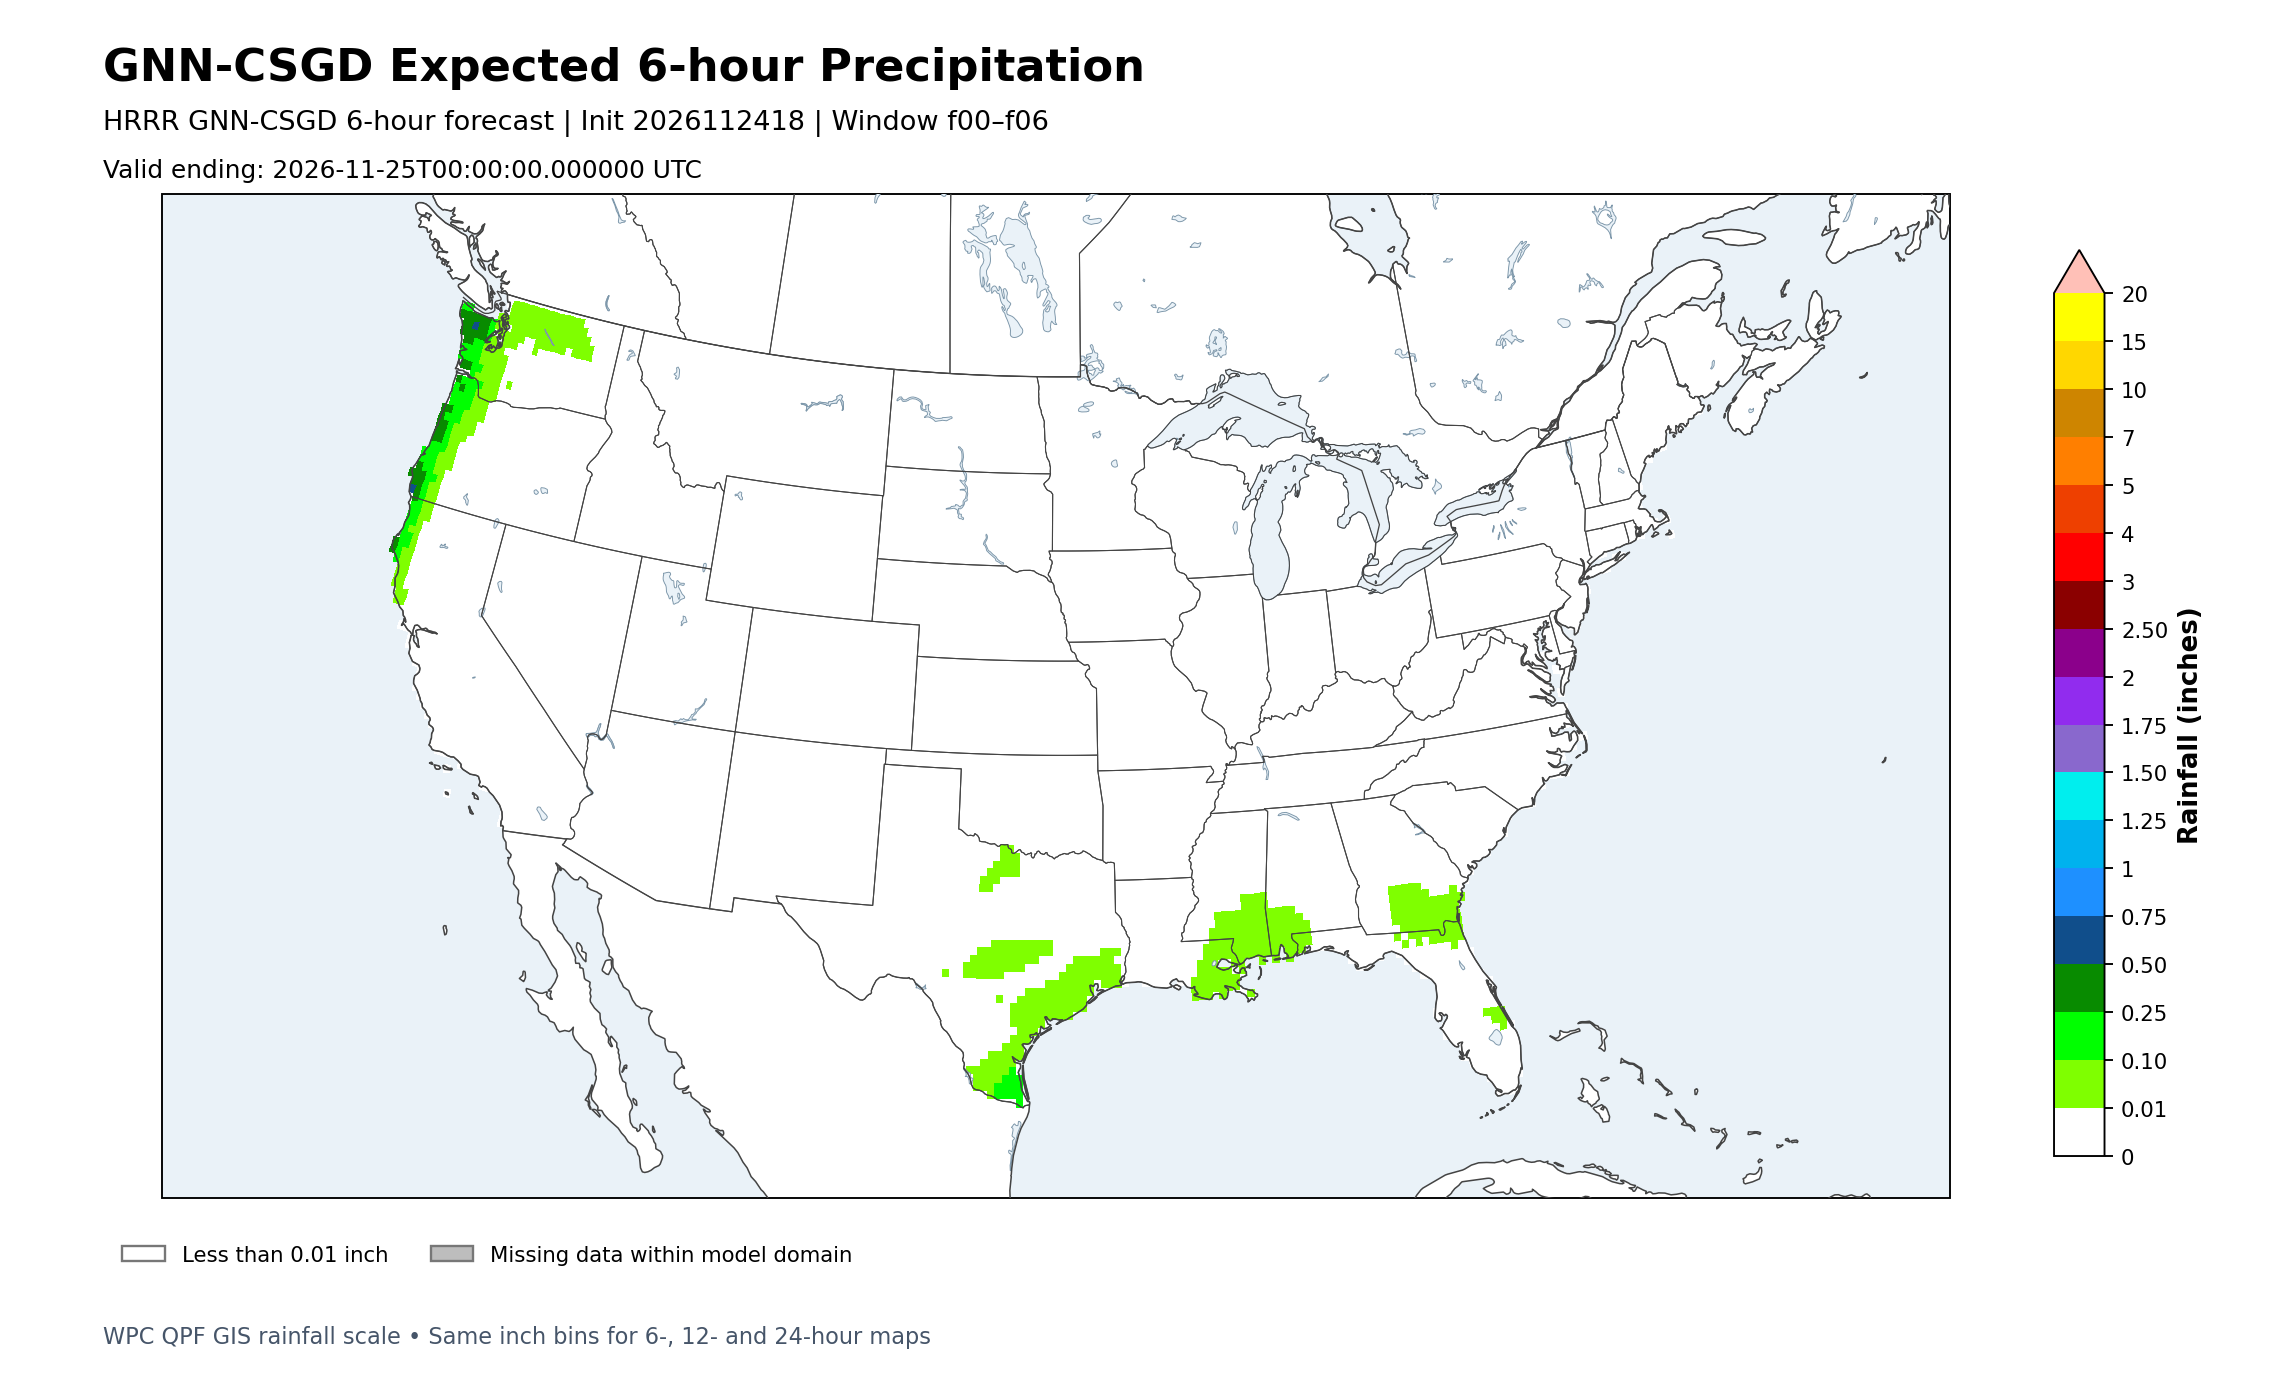 GNN-CSGD Expected 6-hour Precipitation
HRRR GNN-CSGD 6-hour forecast | Init 2026112418 | Window f00–f06
Valid ending: 2026-11-25T00:00:00.000000 UTC
20
15
10
7
5
4
3
2.50
2
1.75
1.50
1.25
1
0.75
0.50
0.25
0.10
0.01
0
Rainfall (inches)
Less than 0.01 inch
Missing data within model domain
WPC QPF GIS rainfall scale • Same inch bins for 6-, 12- and 24-hour maps